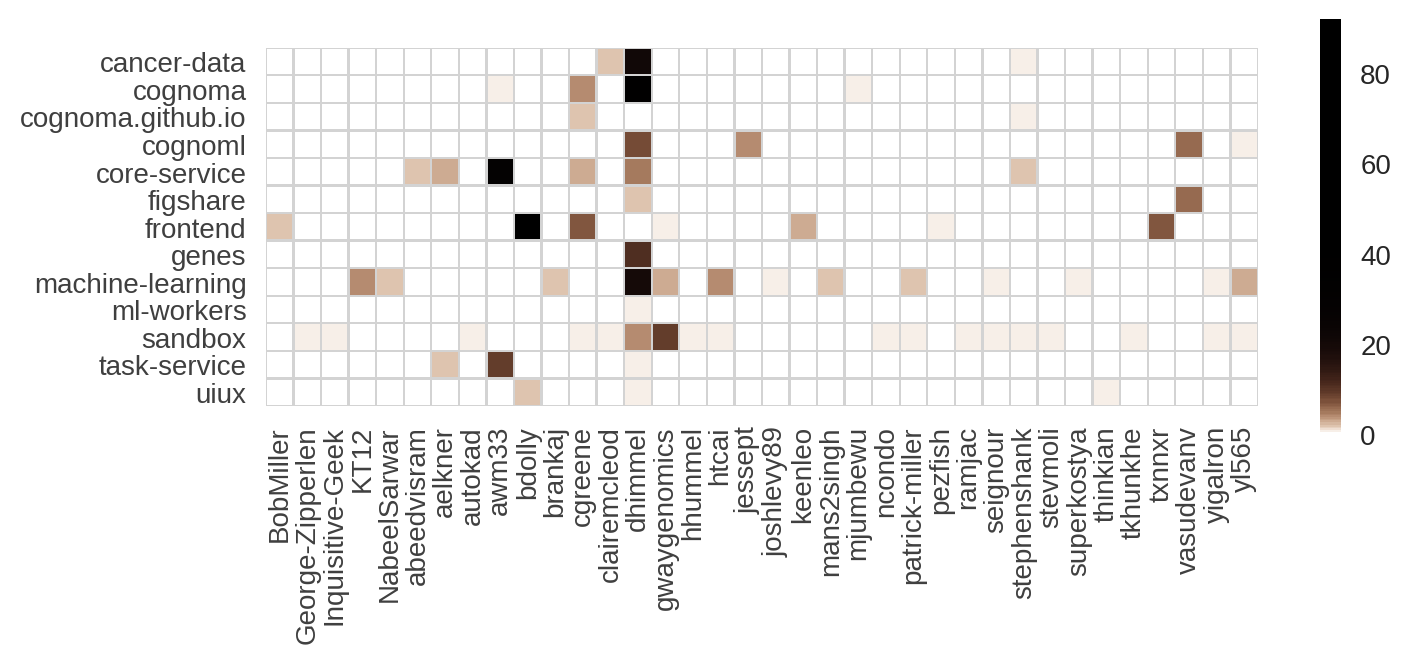 cancer-data
cognoma
cognoma.github.io
cognoml
core-service
figshare
frontend
genes
machine-learning
ml-workers
sandbox
task-service
uiux
BobMiller
George-Zipperlen
Inquisitive-Geek
KT12
NabeelSarwar
abeedvisram
aelkner
autokad
awm33
bdolly
brankaj
cgreene
clairemcleod
dhimmel
gwaygenomics
hhummel
htcai
jessept
joshlevy89
keenleo
mans2singh
mjumbewu
ncondo
patrick-miller
pezfish
ramjac
seignour
stephenshank
stevmoli
superkostya
thinkian
tkhunkhe
txnnxr
vasudevanv
yigalron
yl565
80
60
40
20
0